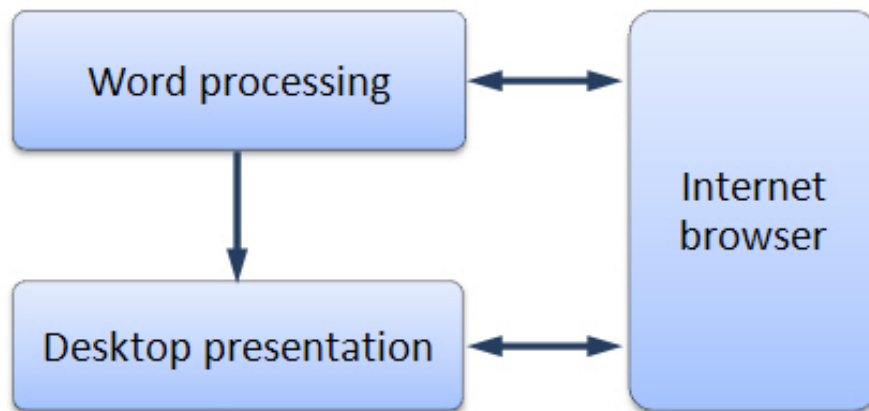 Word processing
Internet
browser
Desktop presentation